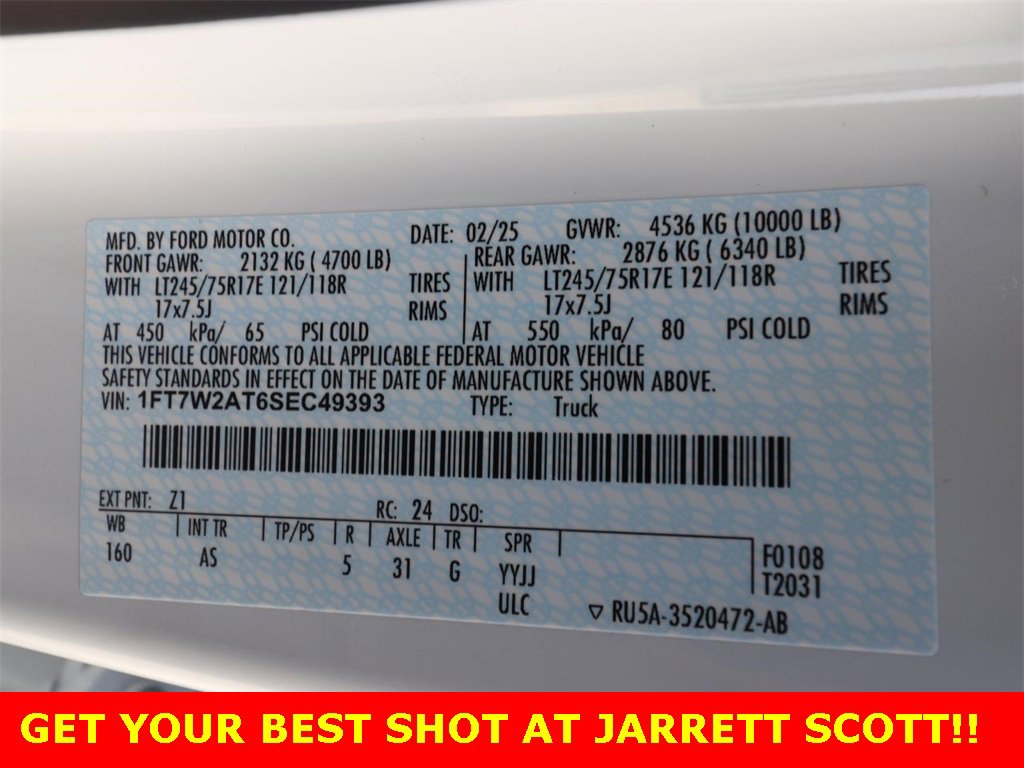 MFD. BY FORD MOTOR CO. DATE: 02/25 GVWR: 4536 KG (10000 LB)
FRONT GAWR: 2132 KG ( 4700 LB) REAR GAWR: 2876 KG ( 6340 LB)
WITH LT245/75R17E 121/118R TIRES WITH LT245/75R17E 121/118R TIRES
17x7.5J RIMS 17x7.5J RIMS
AT 450 kPa/ 65 PSI COLD AT 550 kPa/ 80 PSI COLD
THIS VEHICLE CONFORMS TO ALL APPLICABLE FEDERAL MOTOR VEHICLE
SAFETY STANDARDS IN EFFECT ON THE DATE OF MANUFACTURE SHOWN ABOVE.
VIN: 1FT7W2AT6SEC49393 TYPE: Truck
EXT PNT: Z1 RC: 24 DSO:
WB INT TR TP/PS R AXLE TR SPR F0108
160 AS 5 31 G YYJJ T2031
ULC ▽ RU5A-3520472-AB
GET YOUR BEST SHOT AT JARRETT SCOTT!!